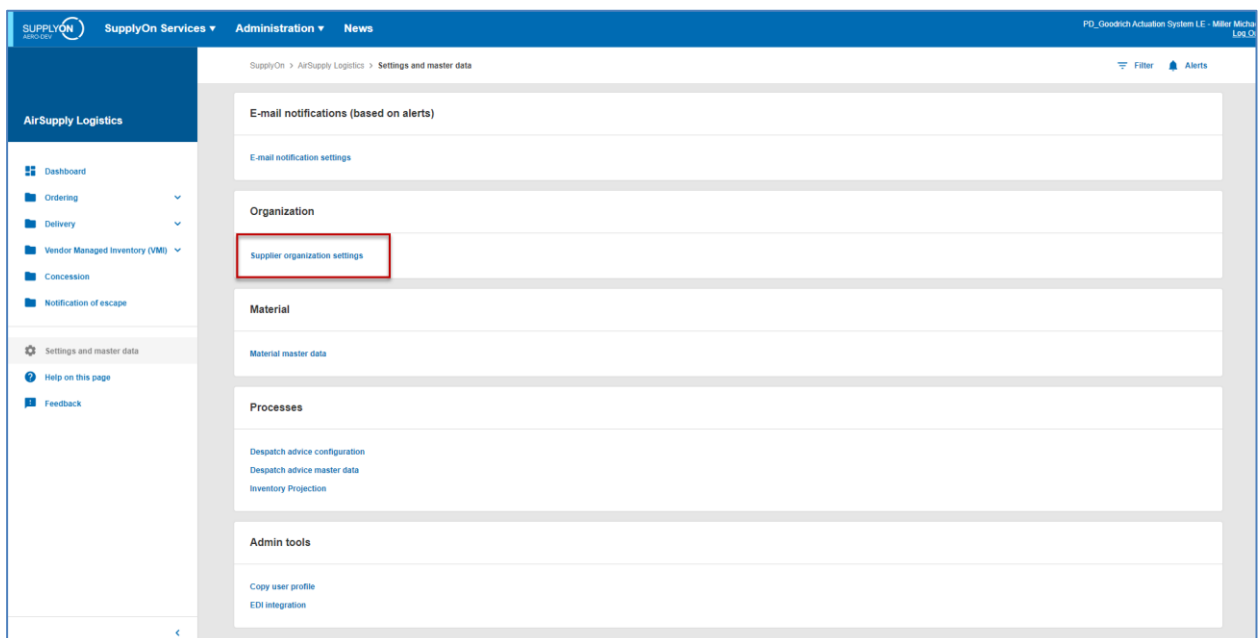 SUPPLYON
AERO-DEV
SupplyOn Services ▾ Administration ▾ News
PD_Goodrich Actuation System LE - Miller Micha
Log O
SupplyOn > AirSupply Logistics > Settings and master data
Filter Alerts
AirSupply Logistics
Dashboard
Ordering
Delivery
Vendor Managed Inventory (VMI)
Concession
Notification of escape
Settings and master data
Help on this page
Feedback
E-mail notifications (based on alerts)
E-mail notification settings
Organization
Supplier organization settings
Material
Material master data
Processes
Despatch advice configuration
Despatch advice master data
Inventory Projection
Admin tools
Copy user profile
EDI integration